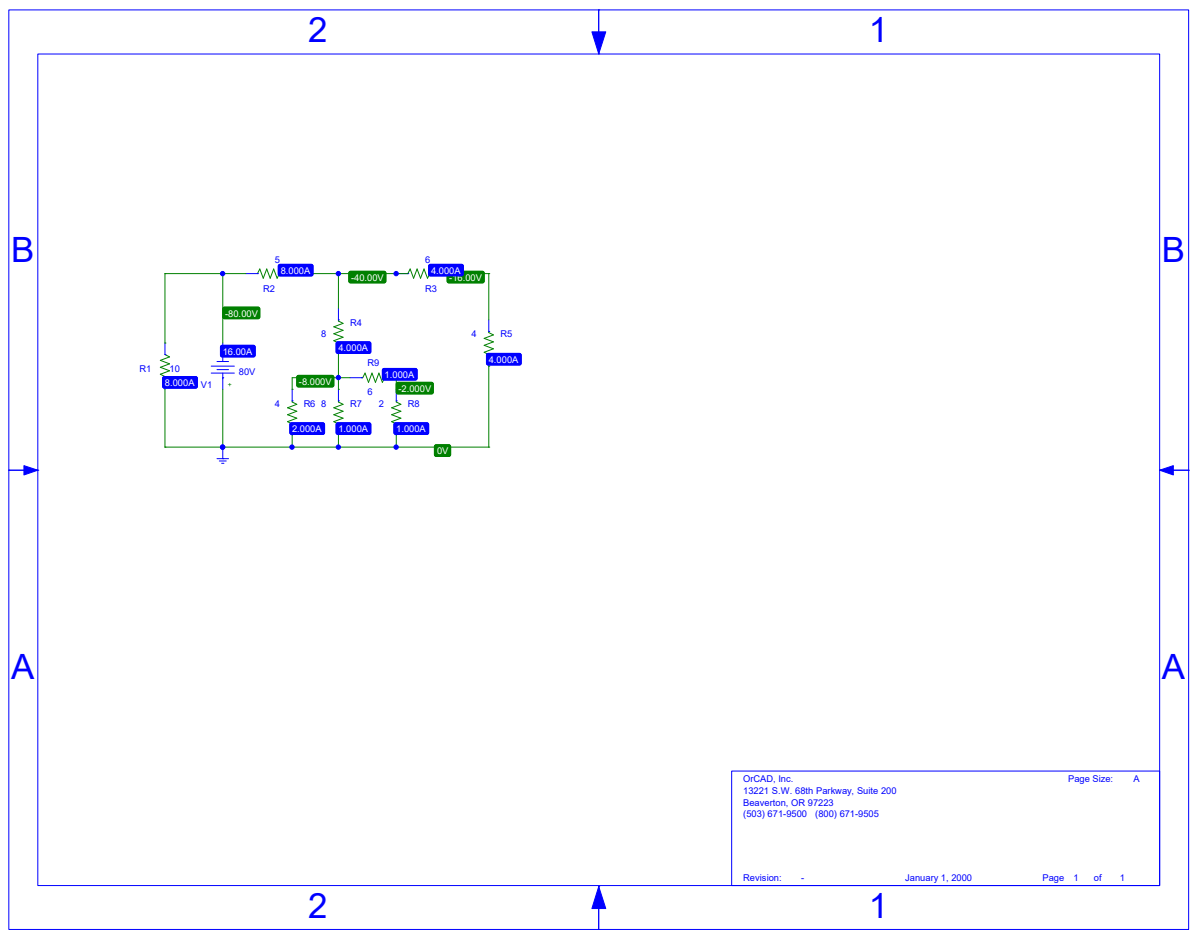 2 1
B B
5 6
8.000A 4.000A
-40.00V -16.00V
R2 R3
-80.00V
R4
8 4 R5
16.00A 4.000A
4.000A
R9
R1 10 80V 1.000A
8.000A V1 + -8.000V
6 -2.000V
4 R6 8 R7 2 R8
2.000A 1.000A 1.000A
0V
A A
OrCAD, Inc. Page Size: A
13221 S.W. 68th Parkway, Suite 200
Beaverton, OR 97223
(503) 671-9500 (800) 671-9505
Revision: - January 1, 2000 Page 1 of 1
2 1